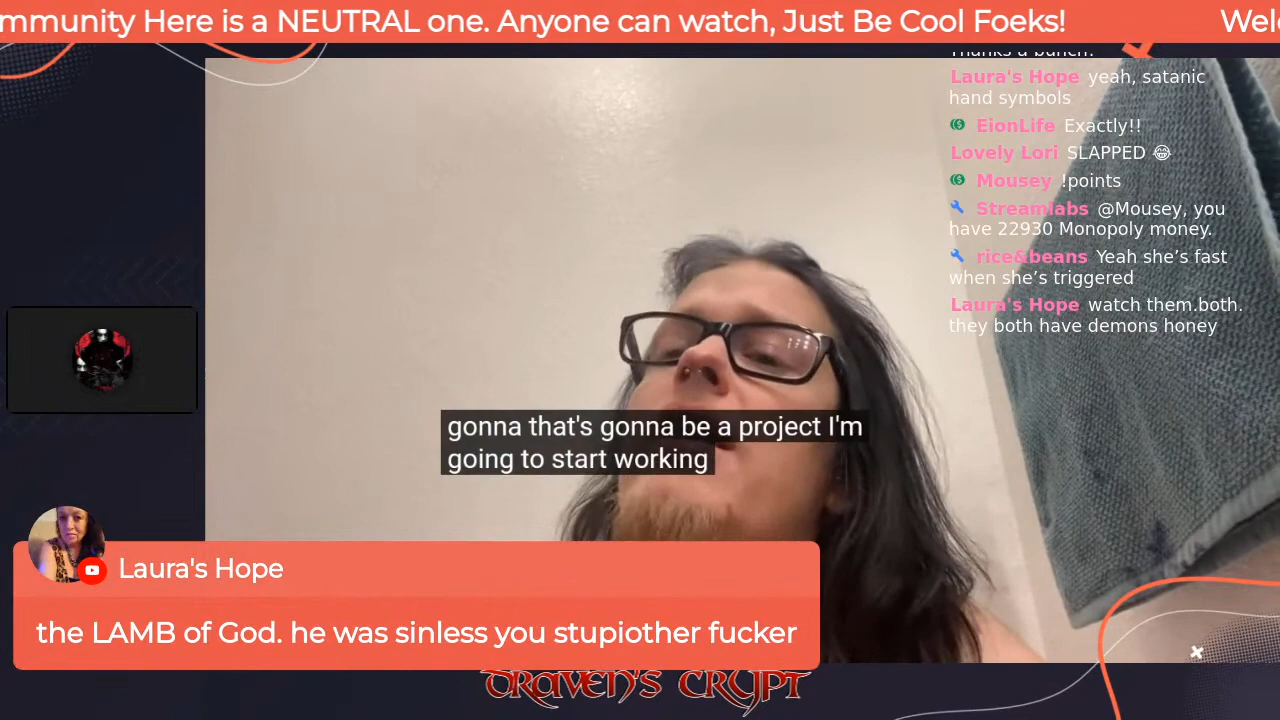 mmunity Here is a NEUTRAL one. Anyone can watch, Just Be Cool Foeks!
Welc
Thanks a bunch!
Laura's Hope yeah, satanic
hand symbols
EionLife Exactly!!
Lovely Lori SLAPPED 😂
Mousey !points
Streamlabs @Mousey, you
have 22930 Monopoly money.
rice&beans Yeah she’s fast
when she’s triggered
Laura's Hope watch them.both.
they both have demons honey
gonna that's gonna be a project I'm
going to start working
Laura's Hope
the LAMB of God. he was sinless you stupiother fucker
DRAVEN'S CRYPT